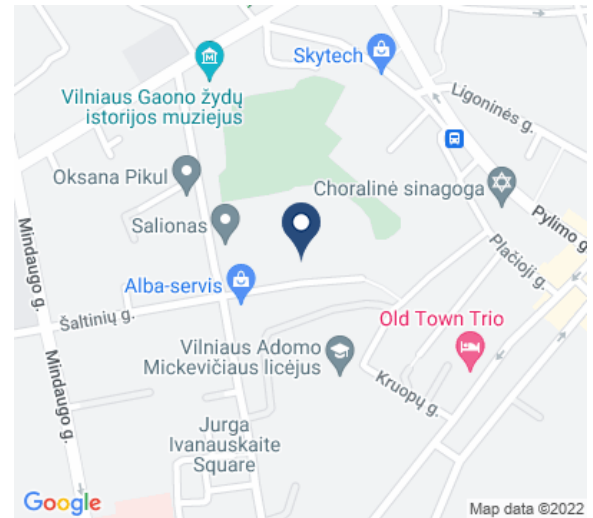 Skytech
Vilniaus Gaono žydų
istorijos muziejus
Ligoninės g.
Oksana Pikul
Choralinė sinagoga
Salionas
Pylimo g.
Mindaugo g.
Plačioji g.
Alba-servis
Šaltinių g.
Old Town Trio
Vilniaus Adomo
Mickevičiaus licėjus
Mindaugo g.
Kruopų g.
Jurga
Ivanauskaite
Square
Google
Map data ©2022